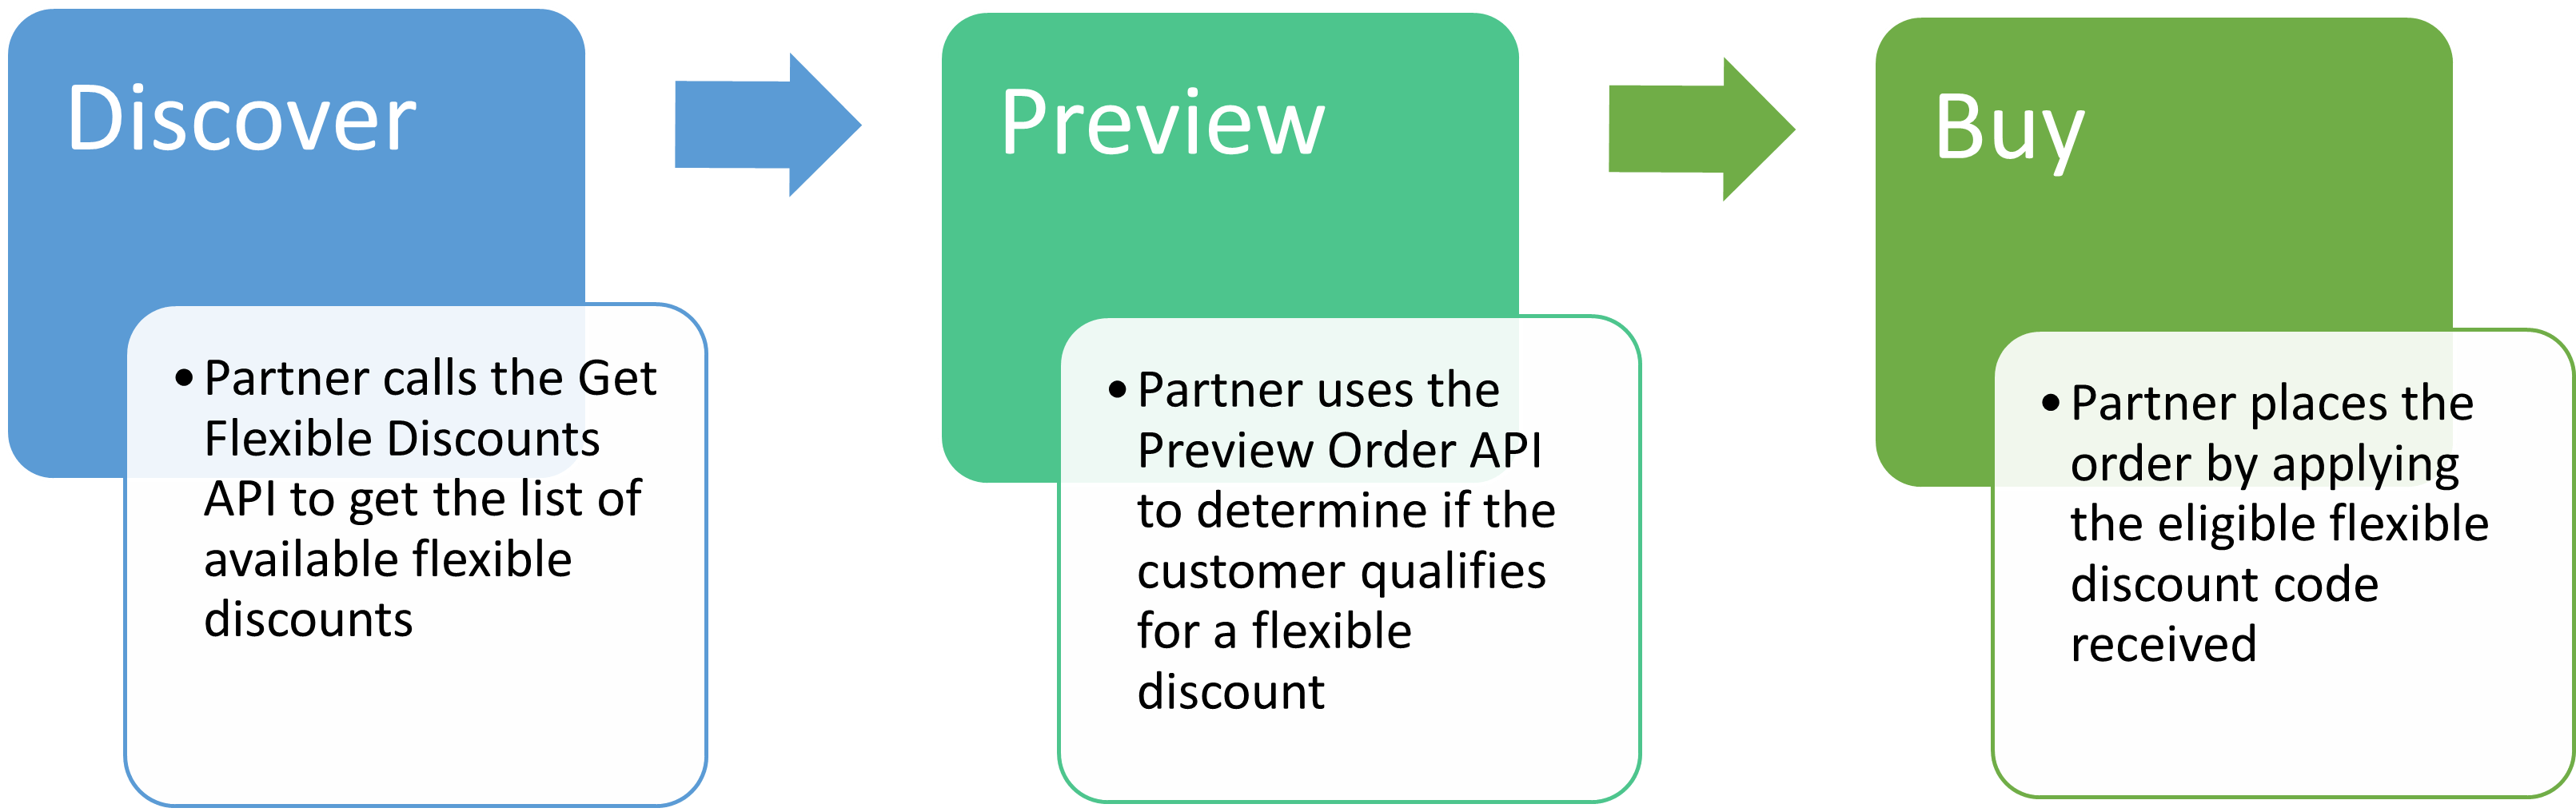 Discover
• Partner calls the Get
Flexible Discounts
API to get the list of
available flexible
discounts
Preview
• Partner uses the
Preview Order API
to determine if the
customer qualifies
for a flexible
discount
Buy
• Partner places the
order by applying
the eligible flexible
discount code
received